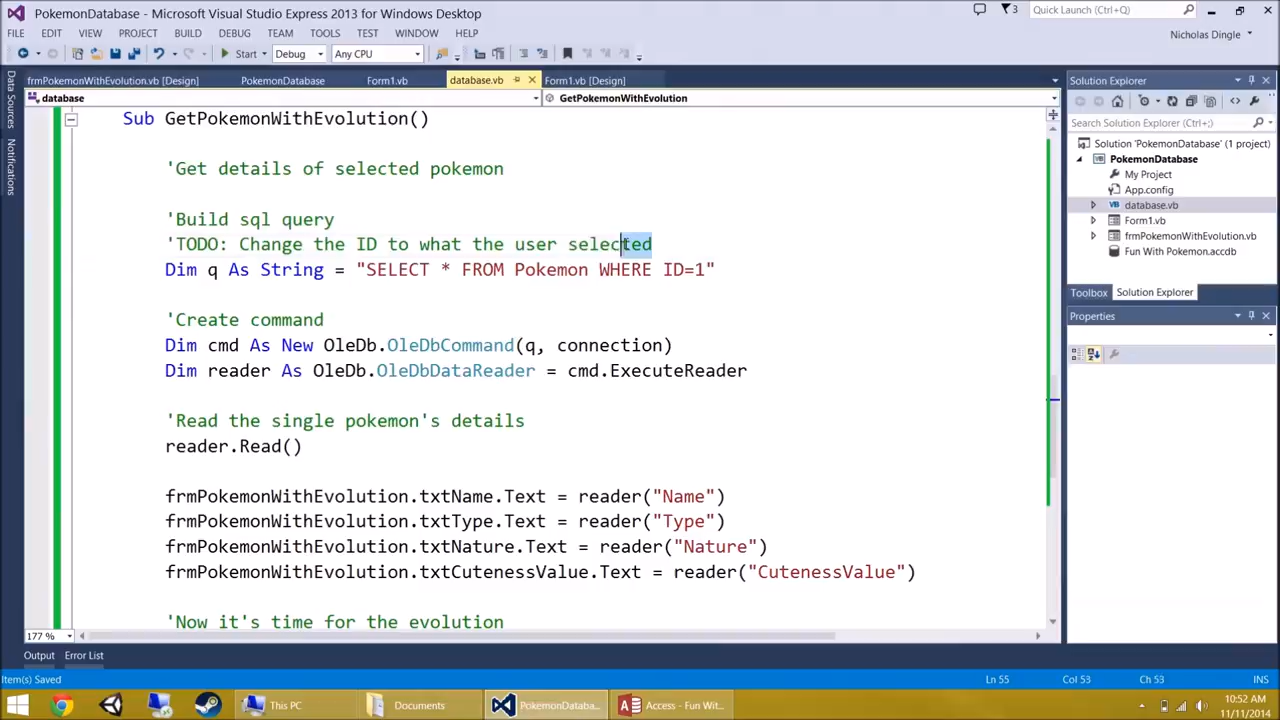 PokemonDatabase - Microsoft Visual Studio Express 2013 for Windows Desktop
3
Quick Launch (Ctrl+Q)
FILE EDIT VIEW PROJECT BUILD DEBUG TEAM TOOLS TEST WINDOW HELP
Nicholas Dingle
Start Debug Any CPU
frmPokemonWithEvolution.vb [Design] PokemonDatabase Form1.vb database.vb Form1.vb [Design]
database GetPokemonWithEvolution
Data Sources
Notifications
Sub GetPokemonWithEvolution()
'Get details of selected pokemon
'Build sql query
'TODO: Change the ID to what the user selected
Dim q As String = "SELECT * FROM Pokemon WHERE ID=1"
'Create command
Dim cmd As New OleDb.OleDbCommand(q, connection)
Dim reader As OleDb.OleDbDataReader = cmd.ExecuteReader
'Read the single pokemon's details
reader.Read()
frmPokemonWithEvolution.txtName.Text = reader("Name")
frmPokemonWithEvolution.txtType.Text = reader("Type")
frmPokemonWithEvolution.txtNature.Text = reader("Nature")
frmPokemonWithEvolution.txtCutenessValue.Text = reader("CutenessValue")
'Now it's time for the evolution
177 %
Solution Explorer
Search Solution Explorer (Ctrl+;)
Solution 'PokemonDatabase' (1 project)
PokemonDatabase
My Project
App.config
database.vb
Form1.vb
frmPokemonWithEvolution.vb
Fun With Pokemon.accdb
Toolbox Solution Explorer
Properties
Output Error List
Item(s) Saved Ln 55 Col 53 Ch 53 INS
This PC Documents PokemonDataba... Access - Fun Wit...
10:52 AM
11/11/2014